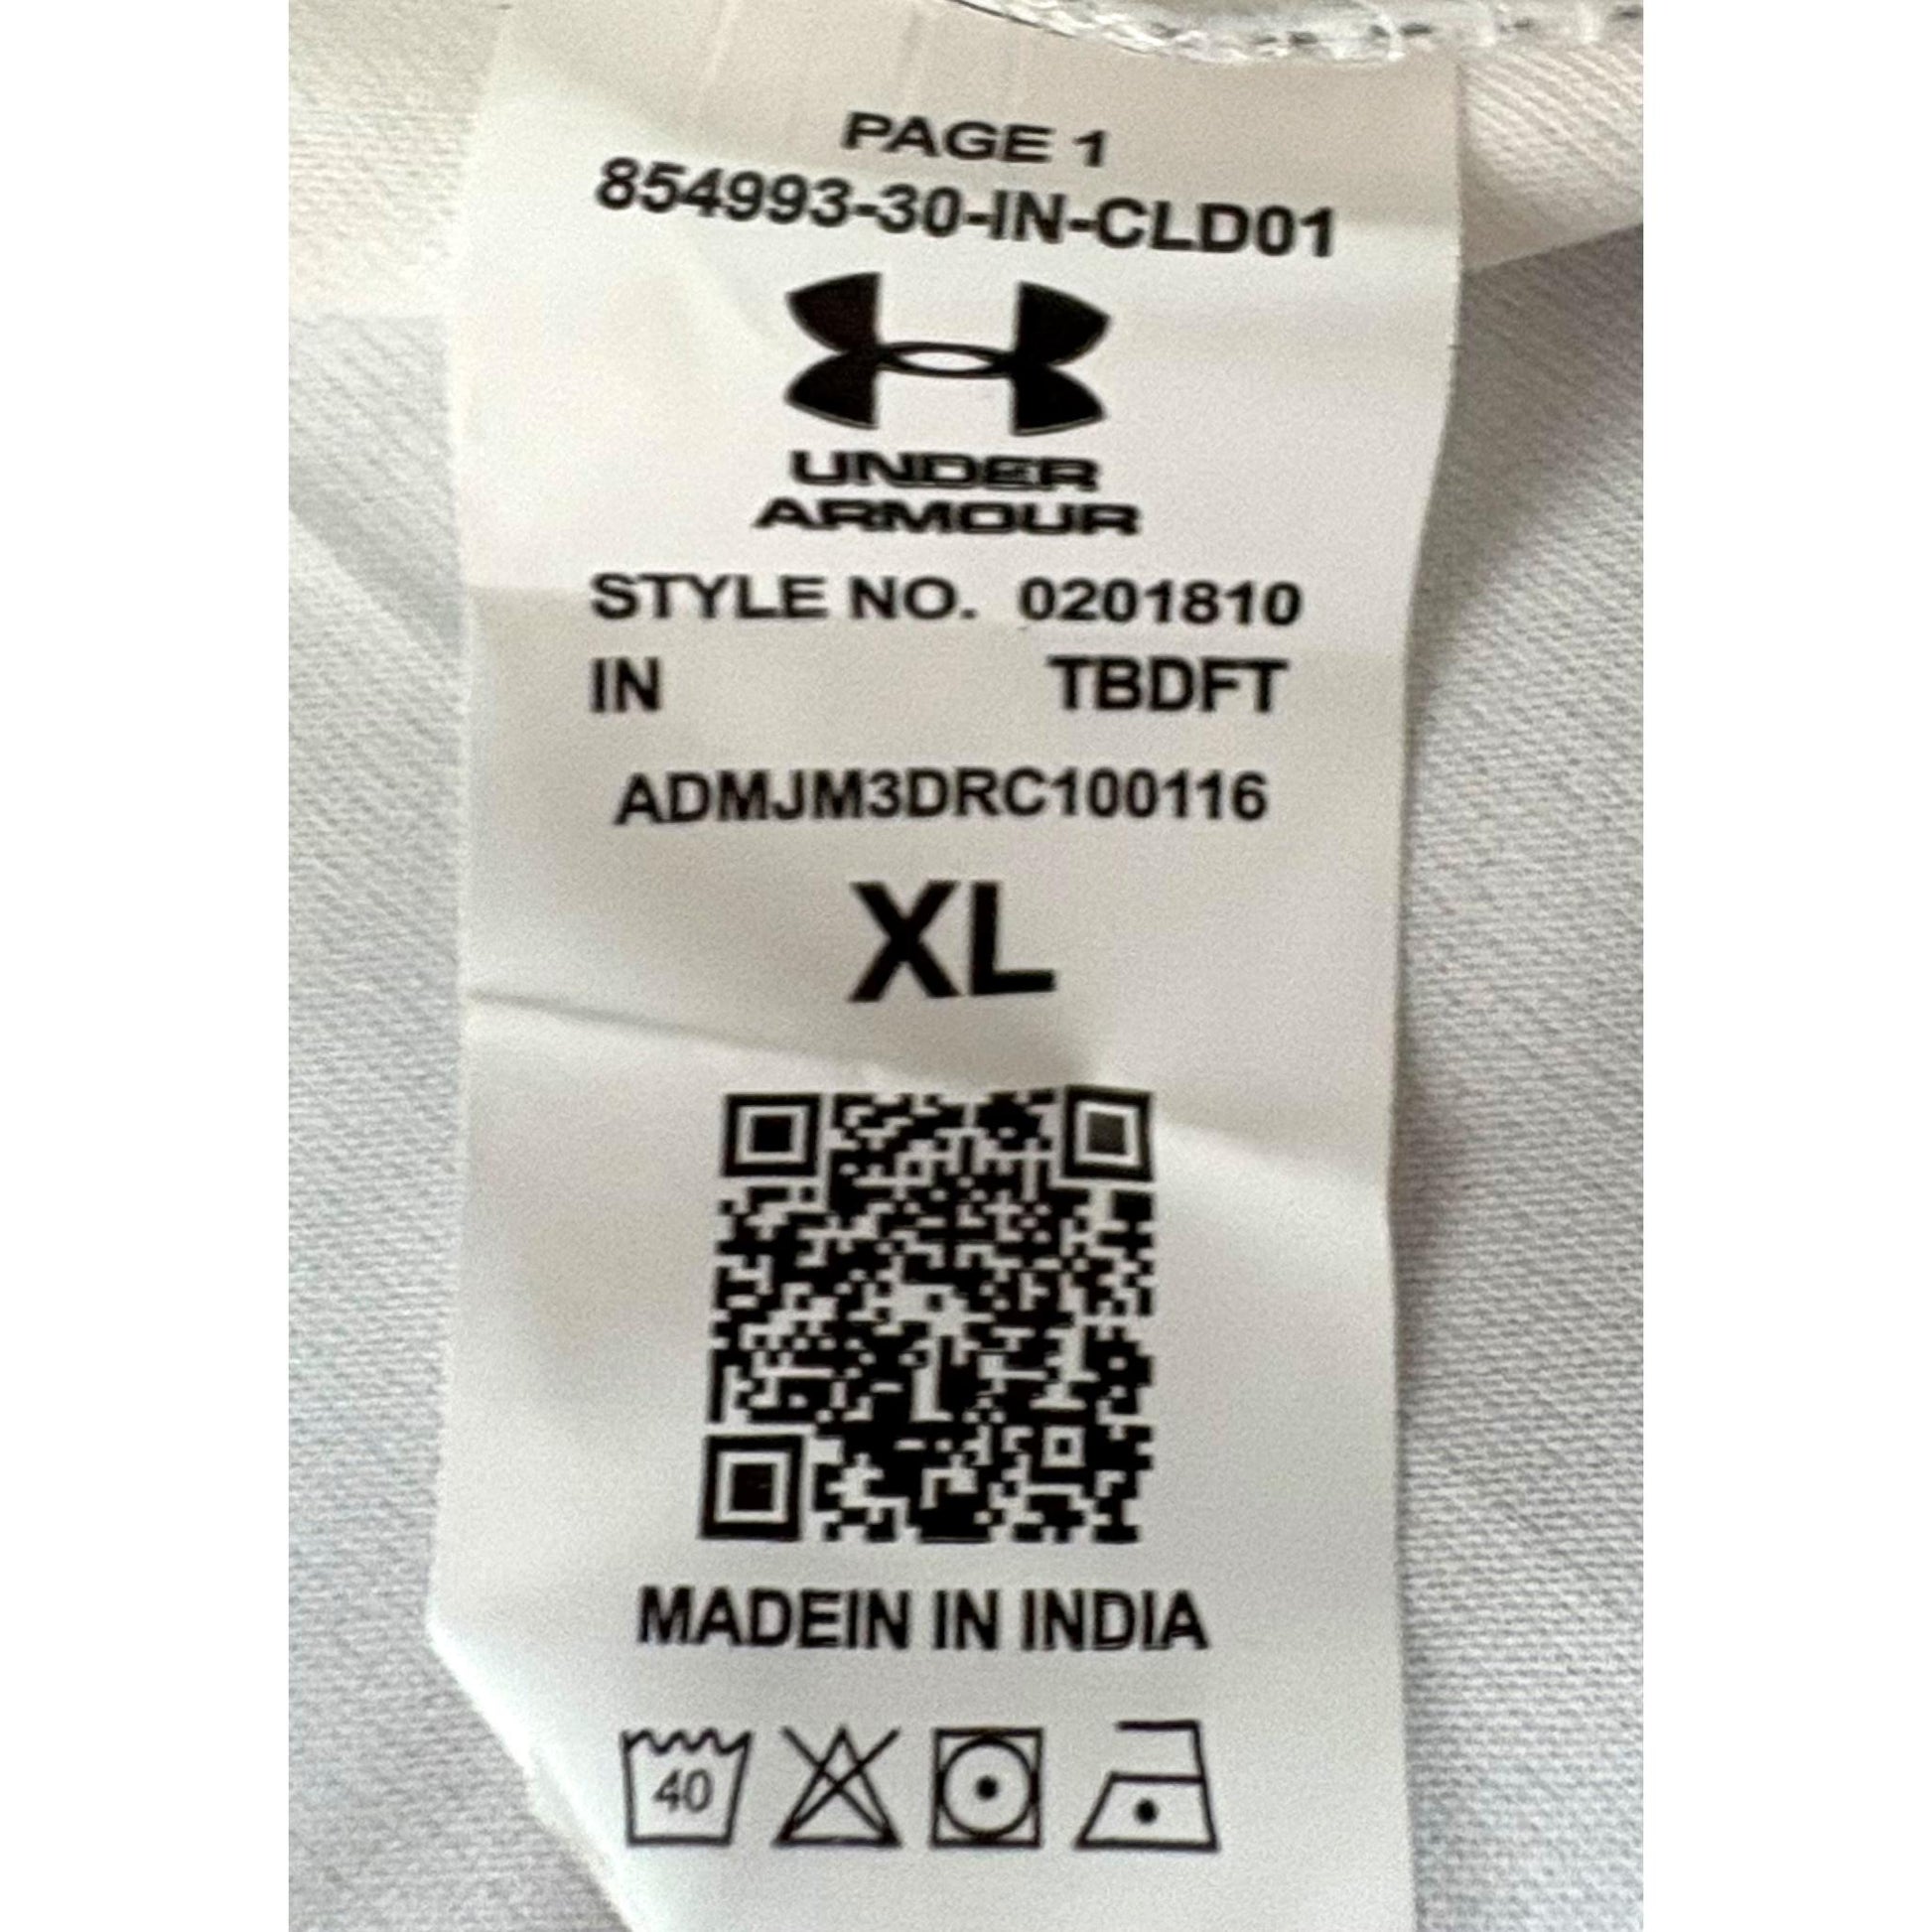 PAGE 1
854993-30-IN-CLD01
UNDER
ARMOUR
STYLE NO. 0201810
IN TBDFT
ADMJM3DRC100116
XL
MADEIN IN INDIA
40